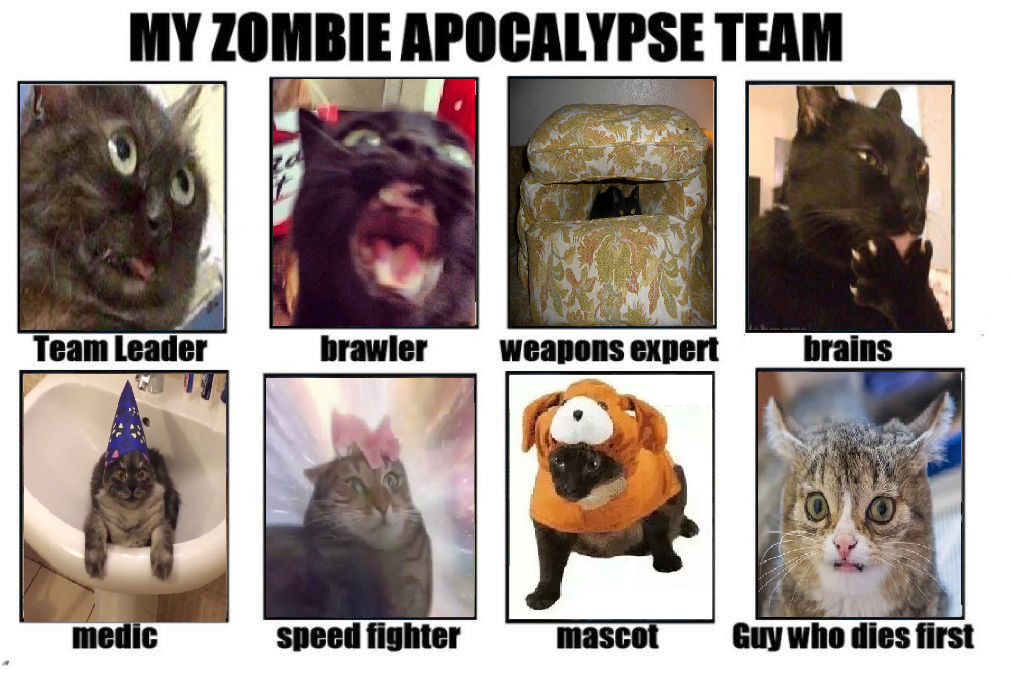 MY ZOMBIE APOCALYPSE TEAM
Team Leader
brawler
weapons expert
brains
medic
speed fighter
mascot
Guy who dies first